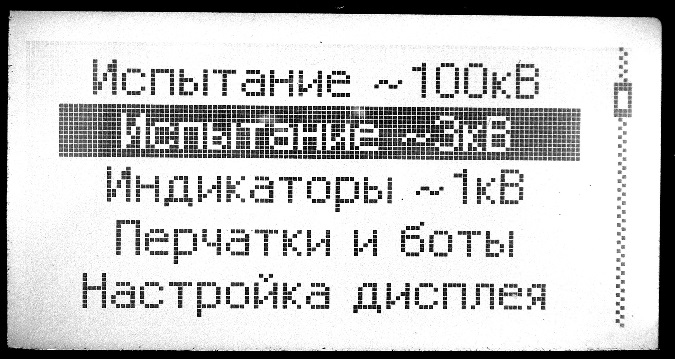 Испытание ~100кВ
Испытание ~3кВ
Индикаторы ~1кВ
Перчатки и боты
Настройка дисплея